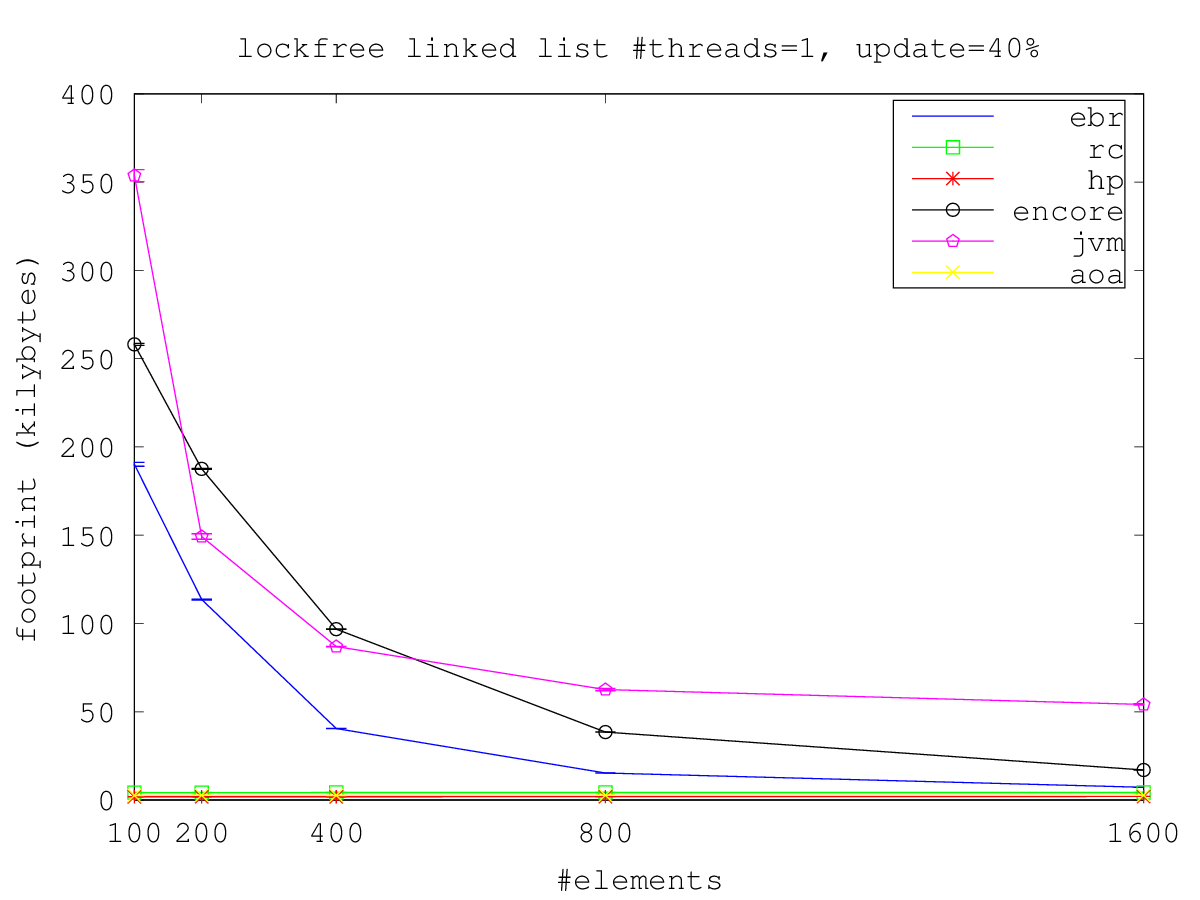 lockfree linked list #threads=1, update=40%
400
350
300
250
200
150
100
50
0
footprint (kilybytes)
ebr
rc
hp
encore
jvm
aoa
100 200 400 800 1600
#elements